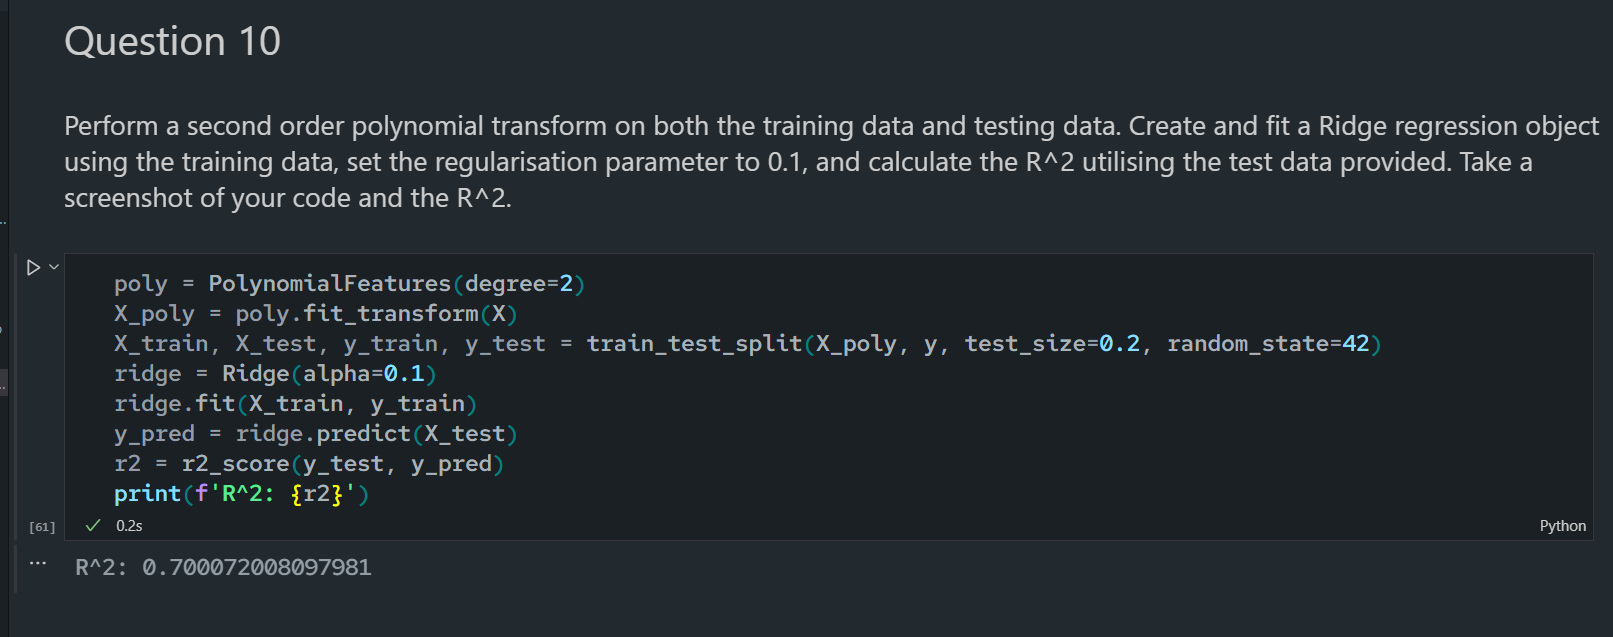 Question 10
Perform a second order polynomial transform on both the training data and testing data. Create and fit a Ridge regression object
using the training data, set the regularisation parameter to 0.1, and calculate the R^2 utilising the test data provided. Take a
screenshot of your code and the R^2.
poly = PolynomialFeatures(degree=2)
X_poly = poly.fit_transform(X)
X_train, X_test, y_train, y_test = train_test_split(X_poly, y, test_size=0.2, random_state=42)
ridge = Ridge(alpha=0.1)
ridge.fit(X_train, y_train)
y_pred = ridge.predict(X_test)
r2 = r2_score(y_test, y_pred)
print(f'R^2: {r2}')
[61] 0.2s Python
... R^2: 0.700072008097981